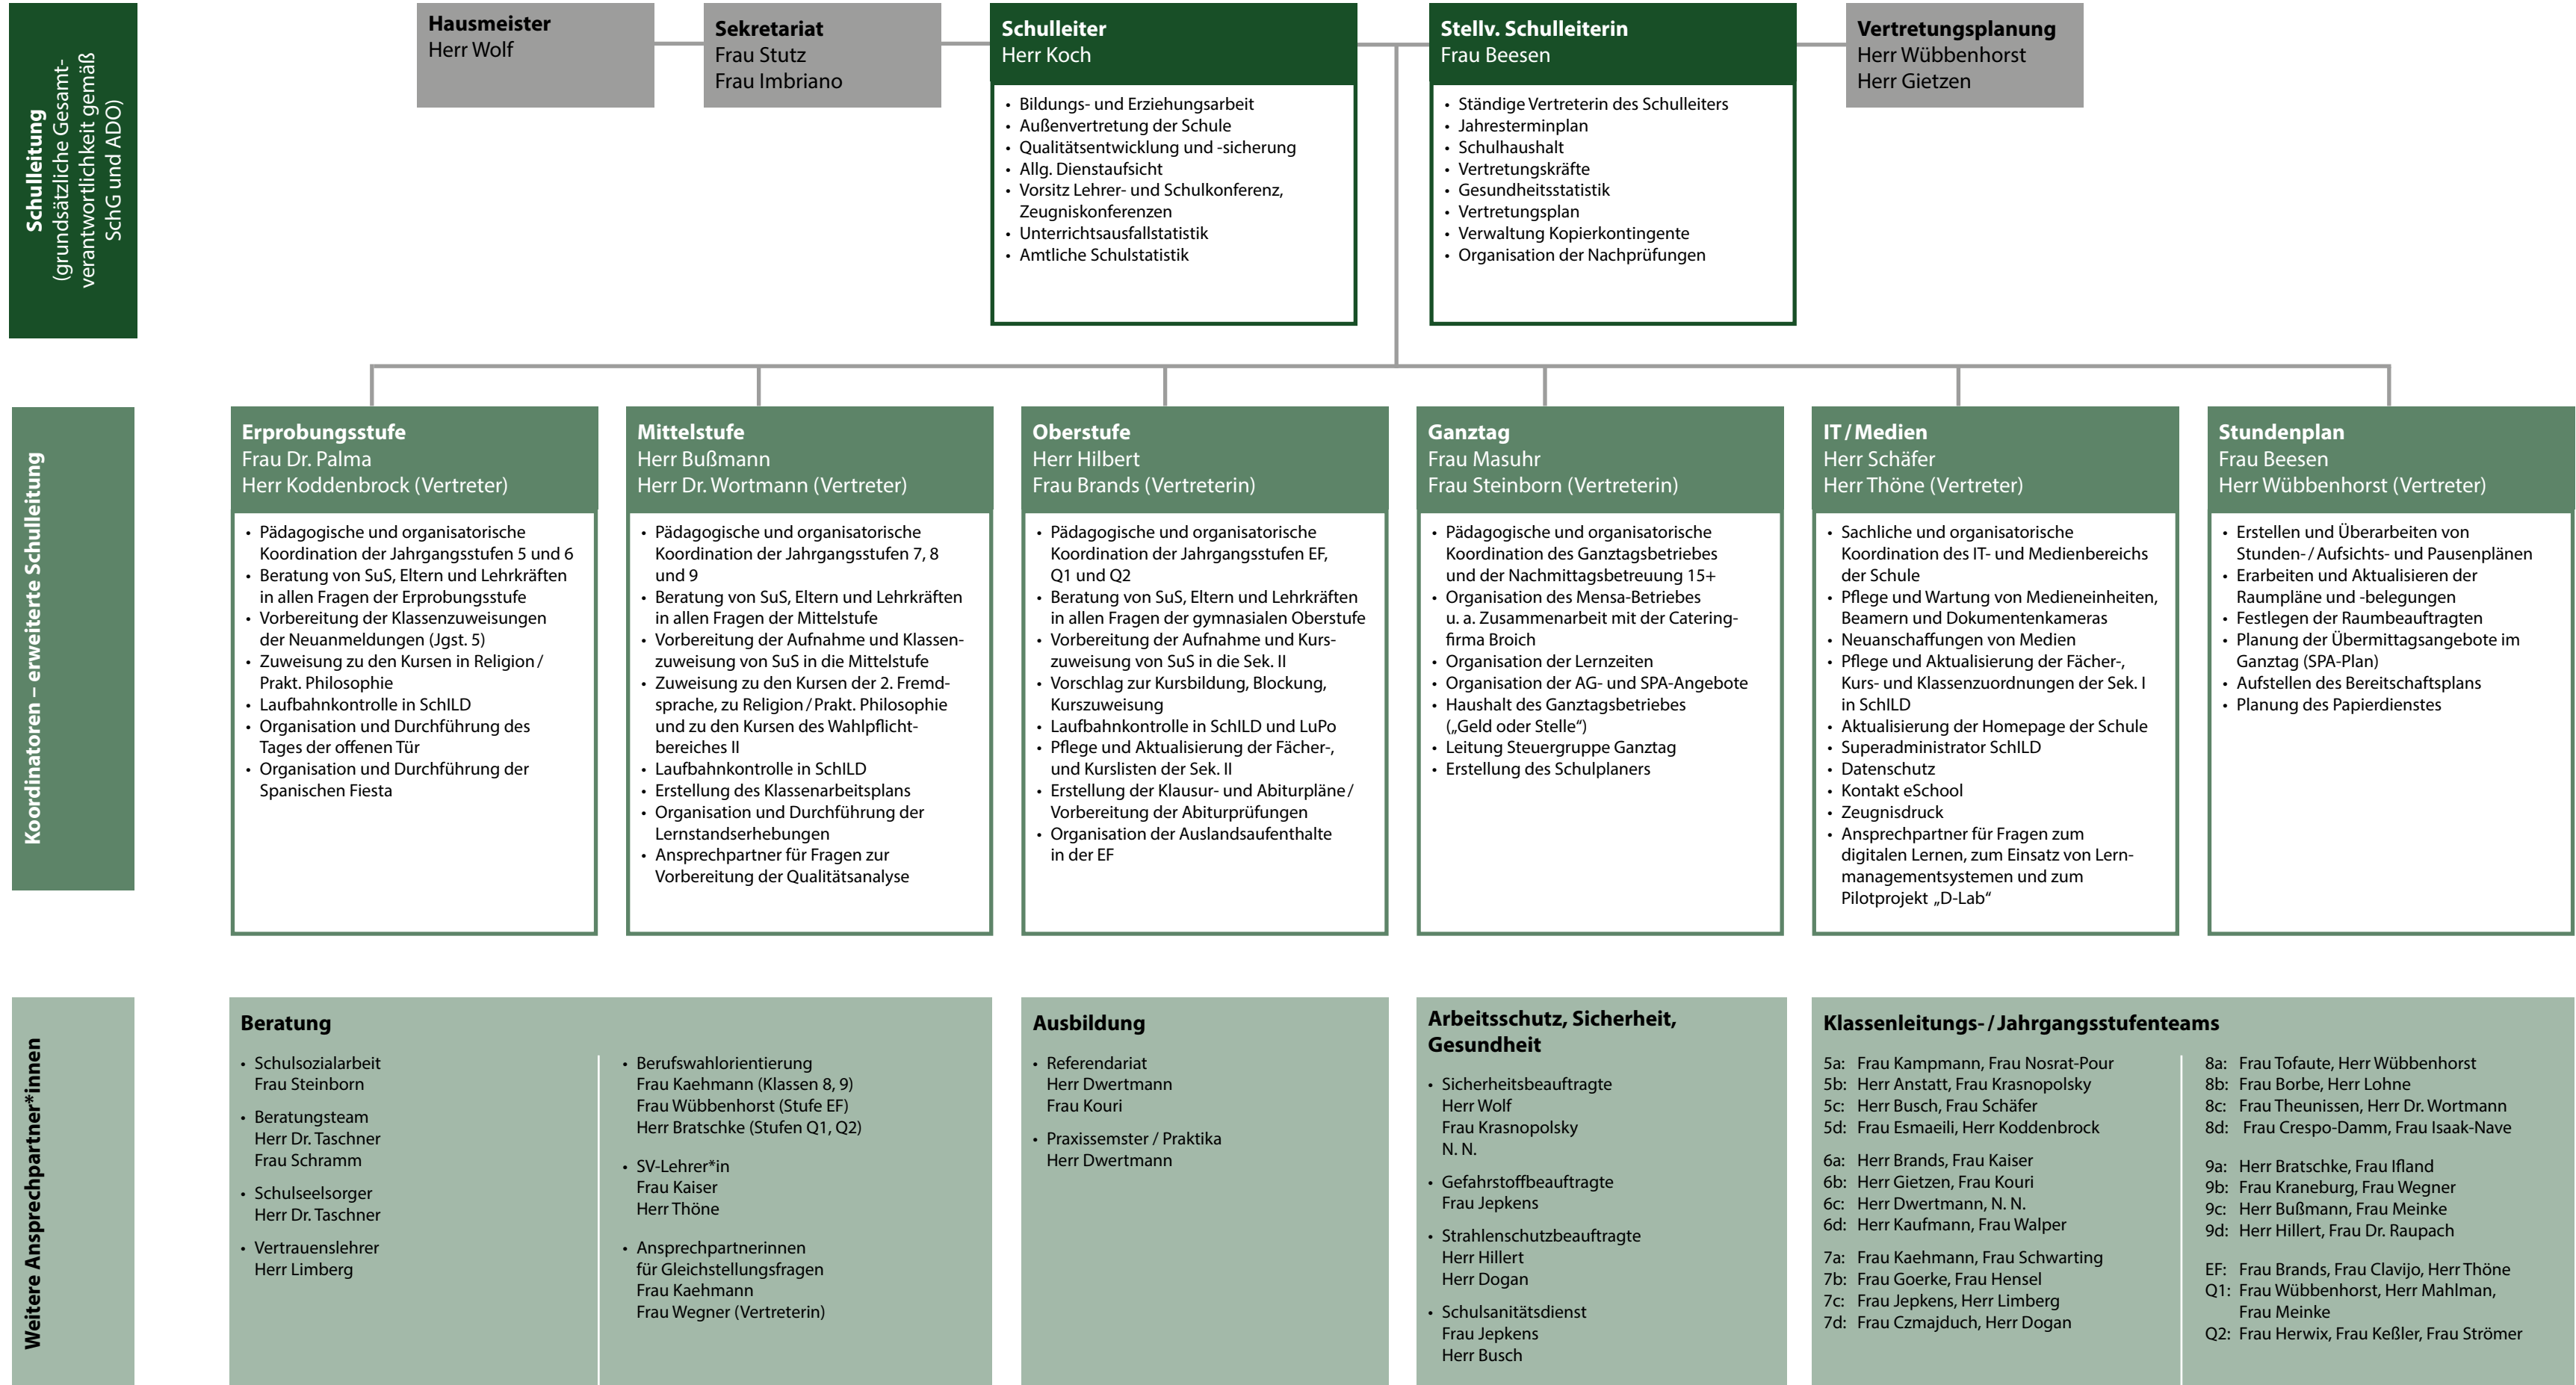 Schulleitung
(grundsätzliche Gesamt-
verantwortlichkeit gemäß
SchG und ADO)
Hausmeister
Herr Wolf
Sekretariat
Frau Stutz
Frau Imbriano
Schulleiter
Herr Koch
• Bildungs- und Erziehungsarbeit
• Außenvertretung der Schule
• Qualitätsentwicklung und -sicherung
• Allg. Dienstaufsicht
• Vorsitz Lehrer- und Schulkonferenz,
Zeugniskonferenzen
• Unterrichtsausfallstatistik
• Amtliche Schulstatistik
Stellv. Schulleiterin
Frau Beesen
• Ständige Vertreterin des Schulleiters
• Jahresterminplan
• Schulhaushalt
• Vertretungskräfte
• Gesundheitsstatistik
• Vertretungsplan
• Verwaltung Kopierkontingente
• Organisation der Nachprüfungen
Vertretungsplanung
Herr Wübbenhorst
Herr Gietzen
Koordinatoren – erweiterte Schulleitung
Erprobungsstufe
Frau Dr. Palma
Herr Koddenbrock (Vertreter)
• Pädagogische und organisatorische
Koordination der Jahrgangsstufen 5 und 6
• Beratung von SuS, Eltern und Lehrkräften
in allen Fragen der Erprobungsstufe
• Vorbereitung der Klassenzuweisungen
der Neuanmeldungen (Jgst. 5)
• Zuweisung zu den Kursen in Religion /
Prakt. Philosophie
• Laufbahnkontrolle in SchILD
• Organisation und Durchführung des
Tages der offenen Tür
• Organisation und Durchführung der
Spanischen Fiesta
Mittelstufe
Herr Bußmann
Herr Dr. Wortmann (Vertreter)
• Pädagogische und organisatorische
Koordination der Jahrgangsstufen 7, 8
und 9
• Beratung von SuS, Eltern und Lehrkräften
in allen Fragen der Mittelstufe
• Vorbereitung der Aufnahme und Klassen-
zuweisung von SuS in die Mittelstufe
• Zuweisung zu den Kursen der 2. Fremd-
sprache, zu Religion / Prakt. Philosophie
und zu den Kursen des Wahlpflicht-
bereiches II
• Laufbahnkontrolle in SchILD
• Erstellung des Klassenarbeitsplans
• Organisation und Durchführung der
Lernstandserhebungen
• Ansprechpartner für Fragen zur
Vorbereitung der Qualitätsanalyse
Oberstufe
Herr Hilbert
Frau Brands (Vertreterin)
• Pädagogische und organisatorische
Koordination der Jahrgangsstufen EF,
Q1 und Q2
• Beratung von SuS, Eltern und Lehrkräften
in allen Fragen der gymnasialen Oberstufe
• Vorbereitung der Aufnahme und Kurs-
zuweisung von SuS in die Sek. II
• Vorschlag zur Kursbildung, Blockung,
Kurszuweisung
• Laufbahnkontrolle in SchILD und LuPo
• Pflege und Aktualisierung der Fächer-,
und Kurslisten der Sek. II
• Erstellung der Klausur- und Abiturpläne /
Vorbereitung der Abiturprüfungen
• Organisation der Auslandsaufenthalte
in der EF
Ganztag
Frau Masuhr
Frau Steinborn (Vertreterin)
• Pädagogische und organisatorische
Koordination des Ganztagsbetriebes
und der Nachmittagsbetreuung 15+
• Organisation des Mensa-Betriebes
u. a. Zusammenarbeit mit der Catering-
firma Broich
• Organisation der Lernzeiten
• Organisation der AG- und SPA-Angebote
• Haushalt des Ganztagsbetriebes
(„Geld oder Stelle“)
• Leitung Steuergruppe Ganztag
• Erstellung des Schulplaners
IT / Medien
Herr Schäfer
Herr Thöne (Vertreter)
• Sachliche und organisatorische
Koordination des IT- und Medienbereichs
der Schule
• Pflege und Wartung von Medieneinheiten,
Beamern und Dokumentenkameras
• Neuanschaffungen von Medien
• Pflege und Aktualisierung der Fächer-,
Kurs- und Klassenzuordnungen der Sek. I
in SchILD
• Aktualisierung der Homepage der Schule
• Superadministrator SchILD
• Datenschutz
• Kontakt eSchool
• Zeugnisdruck
• Ansprechpartner für Fragen zum
digitalen Lernen, zum Einsatz von Lern-
managementsystemen und zum
Pilotprojekt „D-Lab“
Stundenplan
Frau Beesen
Herr Wübbenhorst (Vertreter)
• Erstellen und Überarbeiten von
Stunden- / Aufsichts- und Pausenplänen
• Erarbeiten und Aktualisieren der
Raumpläne und -belegungen
• Festlegen der Raumbeauftragten
• Planung der Übermittagsangebote im
Ganztag (SPA-Plan)
• Aufstellen des Bereitschaftsplans
• Planung des Papierdienstes
Weitere Ansprechpartner*innen
Beratung
• Schulsozialarbeit
Frau Steinborn
• Beratungsteam
Herr Dr. Taschner
Frau Schramm
• Schulseelsorger
Herr Dr. Taschner
• Vertrauenslehrer
Herr Limberg
• Berufswahlorientierung
Frau Kaehmann (Klassen 8, 9)
Frau Wübbenhorst (Stufe EF)
Herr Bratschke (Stufen Q1, Q2)
• SV-Lehrer*in
Frau Kaiser
Herr Thöne
• Ansprechpartnerinnen
für Gleichstellungsfragen
Frau Kaehmann
Frau Wegner (Vertreterin)
Ausbildung
• Referendariat
Herr Dwertmann
Frau Kouri
• Praxissemster / Praktika
Herr Dwertmann
Arbeitsschutz, Sicherheit,
Gesundheit
• Sicherheitsbeauftragte
Herr Wolf
Frau Krasnopolsky
N. N.
• Gefahrstoffbeauftragte
Frau Jepkens
• Strahlenschutzbeauftragte
Herr Hillert
Herr Dogan
• Schulsanitätsdienst
Frau Jepkens
Herr Busch
Klassenleitungs- / Jahrgangsstufenteams
5a: Frau Kampmann, Frau Nosrat-Pour
5b: Herr Anstatt, Frau Krasnopolsky
5c: Herr Busch, Frau Schäfer
5d: Frau Esmaeili, Herr Koddenbrock
6a: Herr Brands, Frau Kaiser
6b: Herr Gietzen, Frau Kouri
6c: Herr Dwertmann, N. N.
6d: Herr Kaufmann, Frau Walper
7a: Frau Kaehmann, Frau Schwarting
7b: Frau Goerke, Frau Hensel
7c: Frau Jepkens, Herr Limberg
7d: Frau Czmajduch, Herr Dogan
8a: Frau Tofaute, Herr Wübbenhorst
8b: Frau Borbe, Herr Lohne
8c: Frau Theunissen, Herr Dr. Wortmann
8d: Frau Crespo-Damm, Frau Isaak-Nave
9a: Herr Bratschke, Frau Ifland
9b: Frau Kraneburg, Frau Wegner
9c: Herr Bußmann, Frau Meinke
9d: Herr Hillert, Frau Dr. Raupach
EF: Frau Brands, Frau Clavijo, Herr Thöne
Q1: Frau Wübbenhorst, Herr Mahlman,
Frau Meinke
Q2: Frau Herwix, Frau Keßler, Frau Strömer